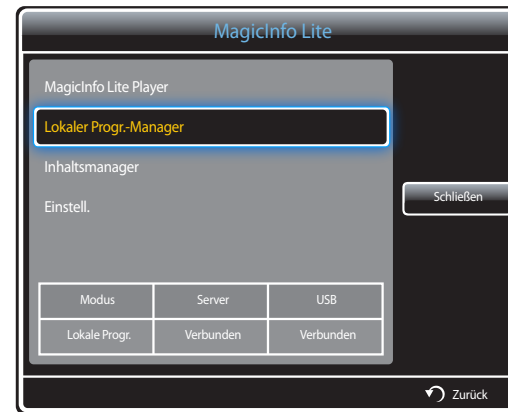 MagicInfo Lite
MagicInfo Lite Player
Lokaler Progr.-Manager
Inhaltsmanager
Einstell.
Schließen
Modus Server USB
Lokale Progr. Verbunden Verbunden
Zurück